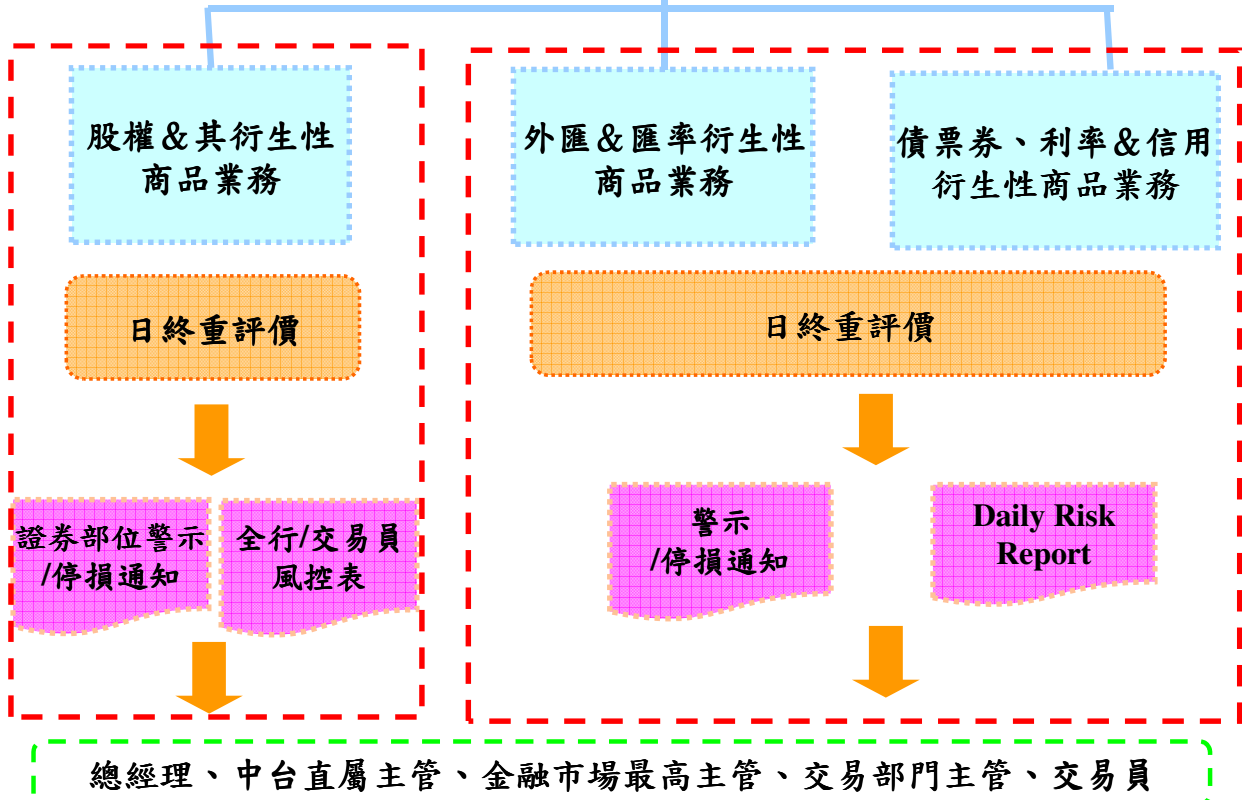 股權＆其衍生性
商品業務
外匯＆匯率衍生性
商品業務
債票券、利率＆信用
衍生性商品業務
日終重評價
日終重評價
證券部位警示
/停損通知
全行/交易員
風控表
警示
/停損通知
Daily Risk
Report
總經理、中台直屬主管、金融市場最高主管、交易部門主管、交易員